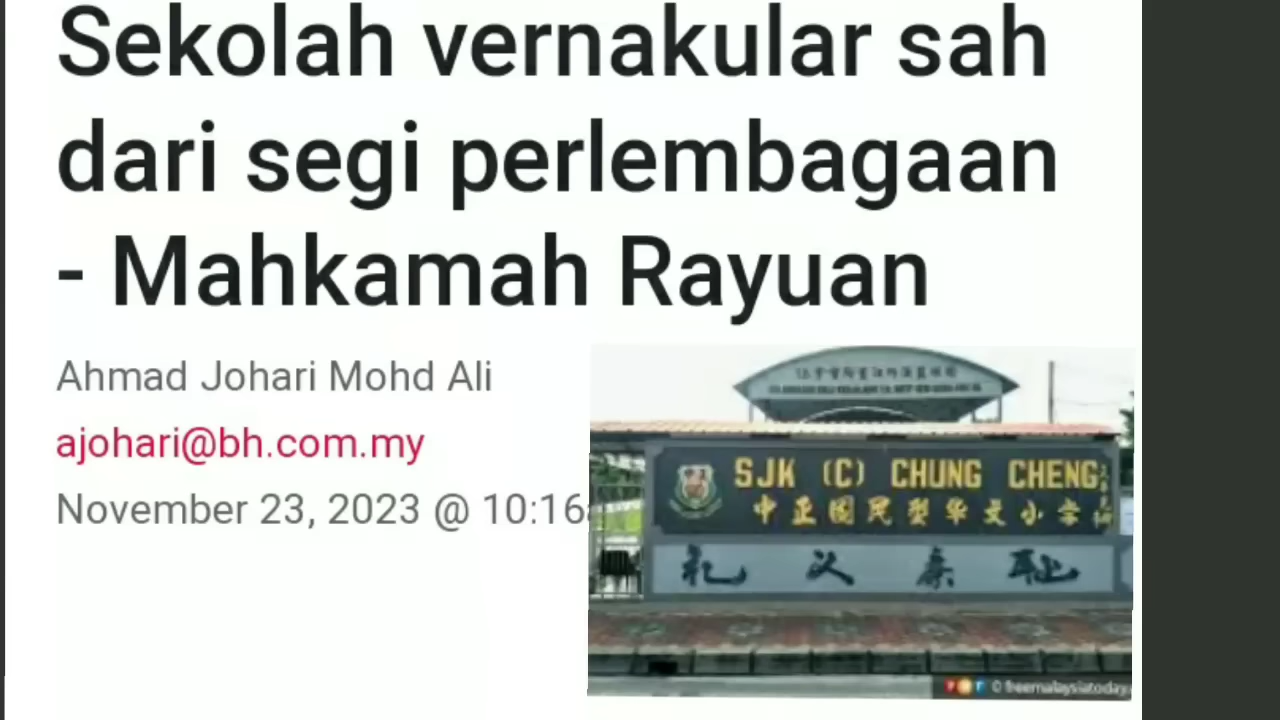 Sekolah vernakular sah
dari segi perlembagaan
- Mahkamah Rayuan
Ahmad Johari Mohd Ali
ajohari@bh.com.my
November 23, 2023 @ 10:16
SJK (C) CHUNG CHENG
中正国民型华文小学
礼义廉耻
© freemalaysiatoday